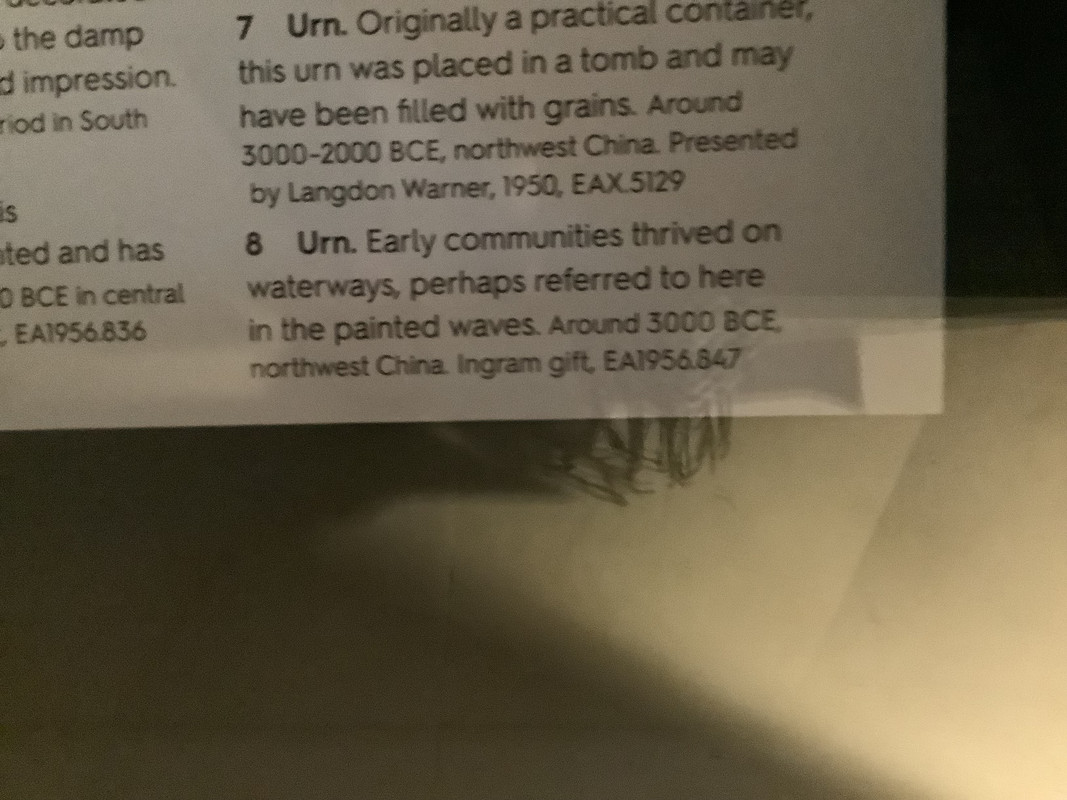 the damp
impression.
riod in South
is
ted and has
0 BCE in central
, EA1956.836
7 Urn. Originally a practical container,
this urn was placed in a tomb and may
have been filled with grains. Around
3000-2000 BCE, northwest China. Presented
by Langdon Warner, 1950, EAX.5129
8 Urn. Early communities thrived on
waterways, perhaps referred to here
in the painted waves. Around 3000 BCE,
northwest China. Ingram gift, EA1956.847